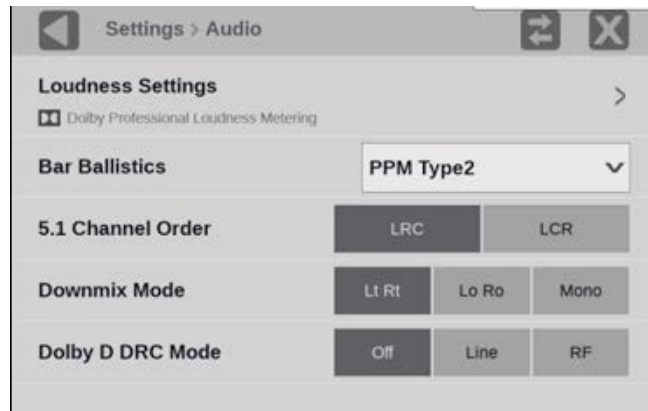 Settings > Audio
Loudness Settings >
Dolby Professional Loudness Metering
Bar Ballistics PPM Type2
5.1 Channel Order LRC LCR
Downmix Mode Lt Rt Lo Ro Mono
Dolby D DRC Mode Off Line RF